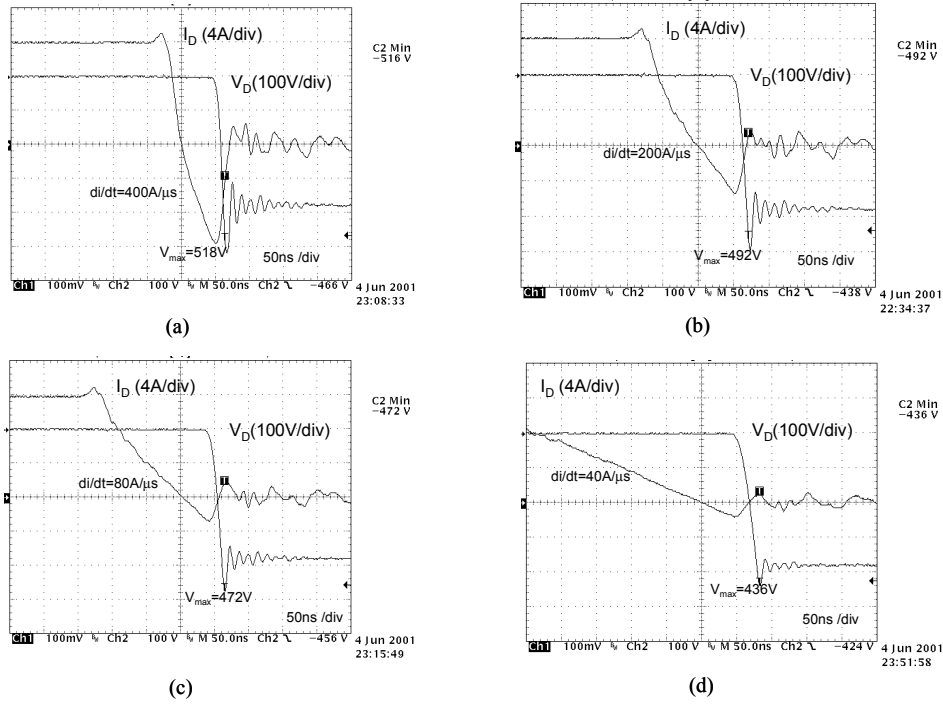 I_D (4A/div)
V_D(100V/div)
C2 Min
-516 V
di/dt=400A/μs
V_max=518V
50ns /div
Ch1 100mV Ch2 100 V M 50.0ns Ch2 -466 V
4 Jun 2001
23:08:33
(a)
I_D (4A/div)
V_D(100V/div)
C2 Min
-492 V
di/dt=200A/μs
V_max=492V
50ns /div
Ch1 100mV Ch2 100 V M 50.0ns Ch2 -438 V
4 Jun 2001
22:34:37
(b)
I_D (4A/div)
V_D(100V/div)
C2 Min
-472 V
di/dt=80A/μs
V_max=472V
50ns /div
Ch1 100mV Ch2 100 V M 50.0ns Ch2 -456 V
4 Jun 2001
23:15:49
(c)
I_D (4A/div)
V_D(100V/div)
C2 Min
-436 V
di/dt=40A/μs
V_max=436V
50ns /div
Ch1 100mV Ch2 100 V M 50.0ns Ch2 -424 V
4 Jun 2001
23:51:58
(d)